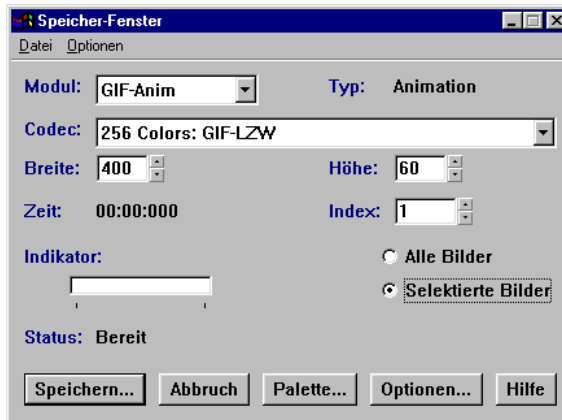 Speicher-Fenster
Datei Optionen
Modul: GIF-Anim Typ: Animation
Codec: 256 Colors: GIF-LZW
Breite: 400 Höhe: 60
Zeit: 00:00:000 Index: 1
Indikator: Alle Bilder
Selektierte Bilder
Status: Bereit
Speichern... Abbruch Palette... Optionen... Hilfe